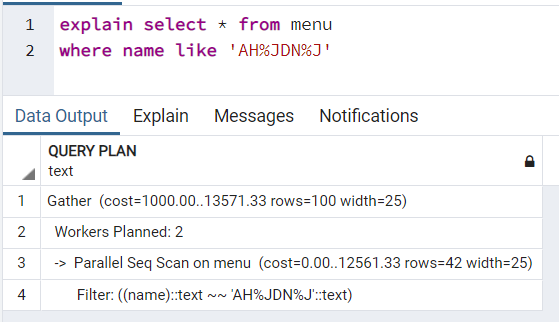 1 explain select * from menu
2 where name like 'AH%JDN%J'
Data Output Explain Messages Notifications
QUERY PLAN
text
1 Gather (cost=1000.00..13571.33 rows=100 width=25)
2 Workers Planned: 2
3 -> Parallel Seq Scan on menu (cost=0.00..12561.33 rows=42 width=25)
4 Filter: ((name)::text ~~ 'AH%JDN%J'::text)